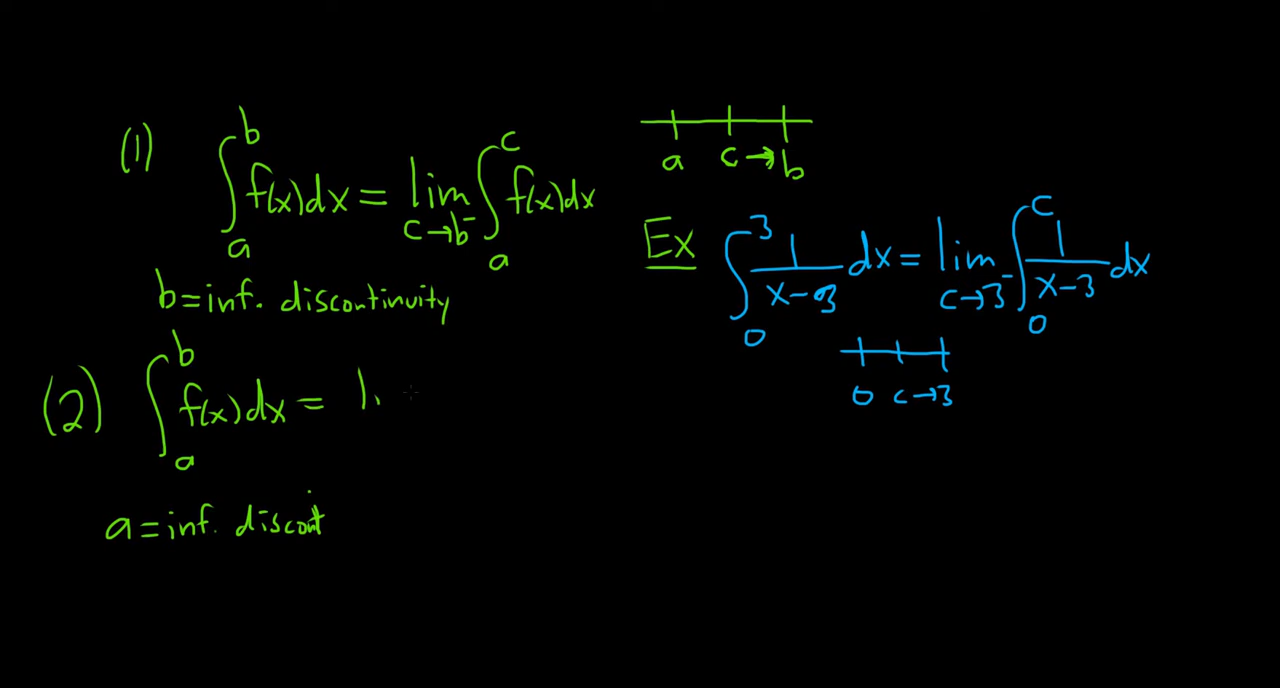 (1) ∫_a^b f(x)dx = lim_{c→b⁻} ∫_a^c f(x)dx
b = inf. discontinuity
a c→b
Ex ∫_0^3 1/(x-3) dx = lim_{c→3⁻} ∫_0^c 1/(x-3) dx
0 c→3
(2) ∫_a^b f(x)dx =
a = inf. discont